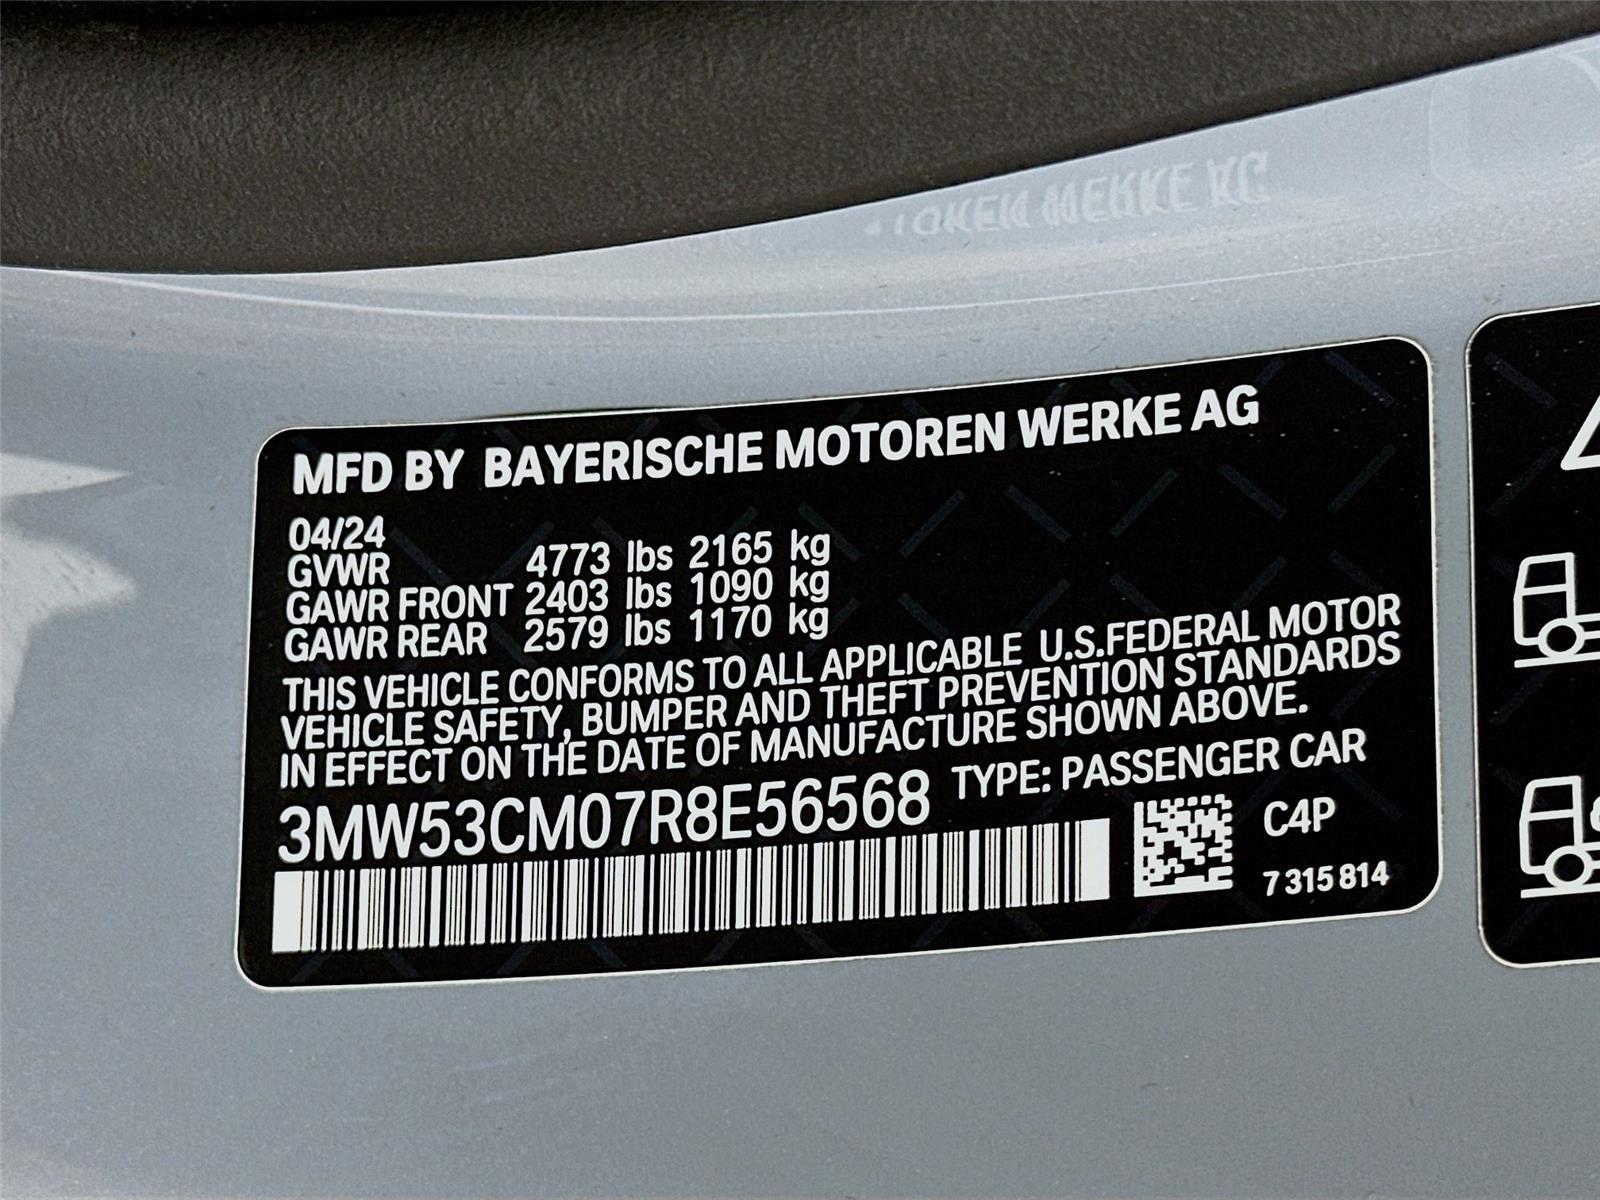 MFD BY BAYERISCHE MOTOREN WERKE AG
04/24
GVWR 4773 lbs 2165 kg
GAWR FRONT 2403 lbs 1090 kg
GAWR REAR 2579 lbs 1170 kg
THIS VEHICLE CONFORMS TO ALL APPLICABLE U.S.FEDERAL MOTOR
VEHICLE SAFETY, BUMPER AND THEFT PREVENTION STANDARDS
IN EFFECT ON THE DATE OF MANUFACTURE SHOWN ABOVE.
3MW53CM07R8E56568 TYPE: PASSENGER CAR
C4P
7 315 814